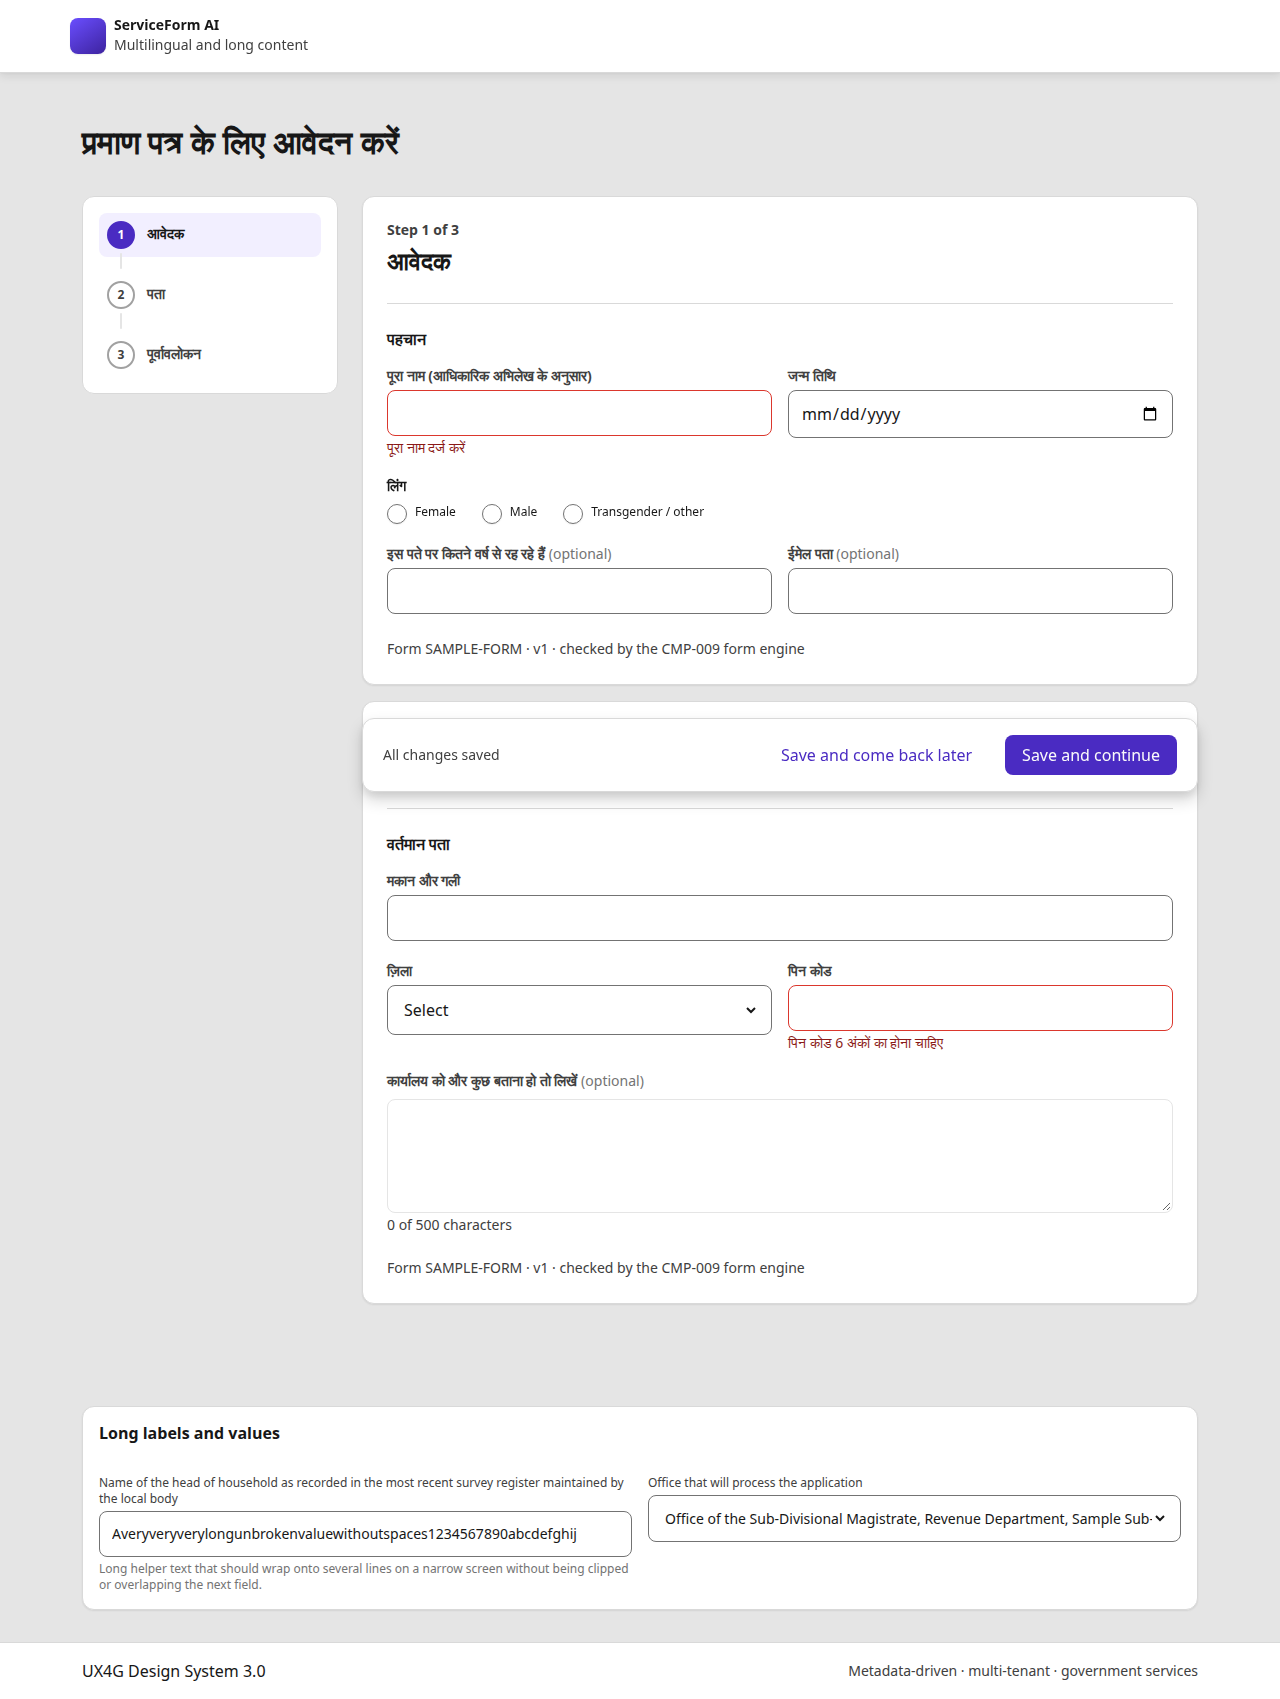 ServiceForm AI
Multilingual and long content
प्रमाण पत्र के लिए आवेदन करें
1 आवेदक
2 पता
3 पूर्वावलोकन
Step 1 of 3
आवेदक
पहचान
पूरा नाम (आधिकारिक अभिलेख के अनुसार)
जन्म तिथि
mm/dd/yyyy
पूरा नाम दर्ज करें
लिंग
Female Male Transgender / other
इस पते पर कितने वर्ष से रह रहे हैं (optional)
ईमेल पता (optional)
Form SAMPLE-FORM · v1 · checked by the CMP-009 form engine
All changes saved
Save and come back later
Save and continue
वर्तमान पता
मकान और गली
ज़िला
पिन कोड
Select
पिन कोड 6 अंकों का होना चाहिए
कार्यालय को और कुछ बताना हो तो लिखें (optional)
0 of 500 characters
Form SAMPLE-FORM · v1 · checked by the CMP-009 form engine
Long labels and values
Name of the head of household as recorded in the most recent survey register maintained by
the local body
Averyveryverylongunbrokenvaluewithoutspaces1234567890abcdefghij
Long helper text that should wrap onto several lines on a narrow screen without being clipped
or overlapping the next field.
Office that will process the application
Office of the Sub-Divisional Magistrate, Revenue Department, Sample Sub-
UX4G Design System 3.0
Metadata-driven · multi-tenant · government services